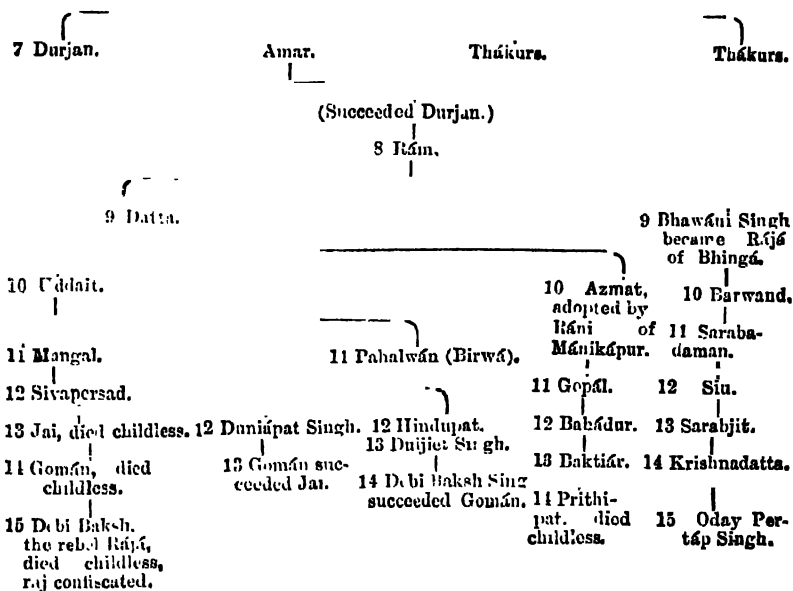 7 Durjan. Amar. Thákurs. Thákurs.
(Succeeded Durjan.)
8 Rám.
9 Datta.
9 Bhawáni Singh
became Rájá
of Bhingá.
10 Uddait.
10 Azmat,
adopted by
Ráni of
Mánikápur.
10 Barwand.
11 Mangal.
11 Pahalwán (Birwá).
11 Saraba-
daman.
12 Sivapersad.
11 Gopál.
12 Siu.
13 Jai, died childless.
12 Duniápat Singh.
12 Hindupat.
12 Bahádur.
13 Sarabjit.
13 Duijiet Singh.
14 Gomán, died
childless.
13 Gomán suc-
ceeded Jai.
14 Debi Baksh Sing
succeeded Gomán.
13 Baktiár.
14 Krishnadatta.
15 Debi Baksh.
the rebel Rájá,
died childless,
raj confiscated.
14 Prithi-
pat. died
childless.
15 Oday Per-
táp Singh.